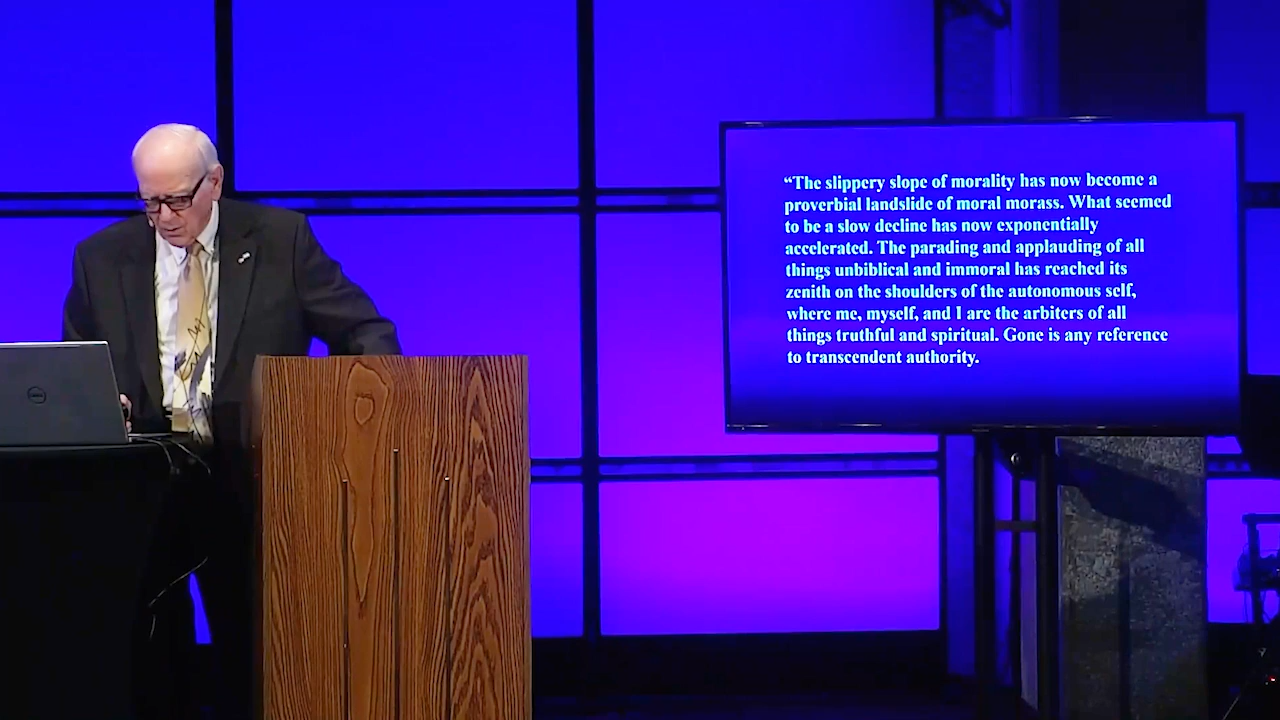 “The slippery slope of morality has now become a
proverbial landslide of moral morass. What seemed
to be a slow decline has now exponentially
accelerated. The parading and applauding of all
things unbiblical and immoral has reached its
zenith on the shoulders of the autonomous self,
where me, myself, and I are the arbiters of all
things truthful and spiritual. Gone is any reference
to transcendent authority.